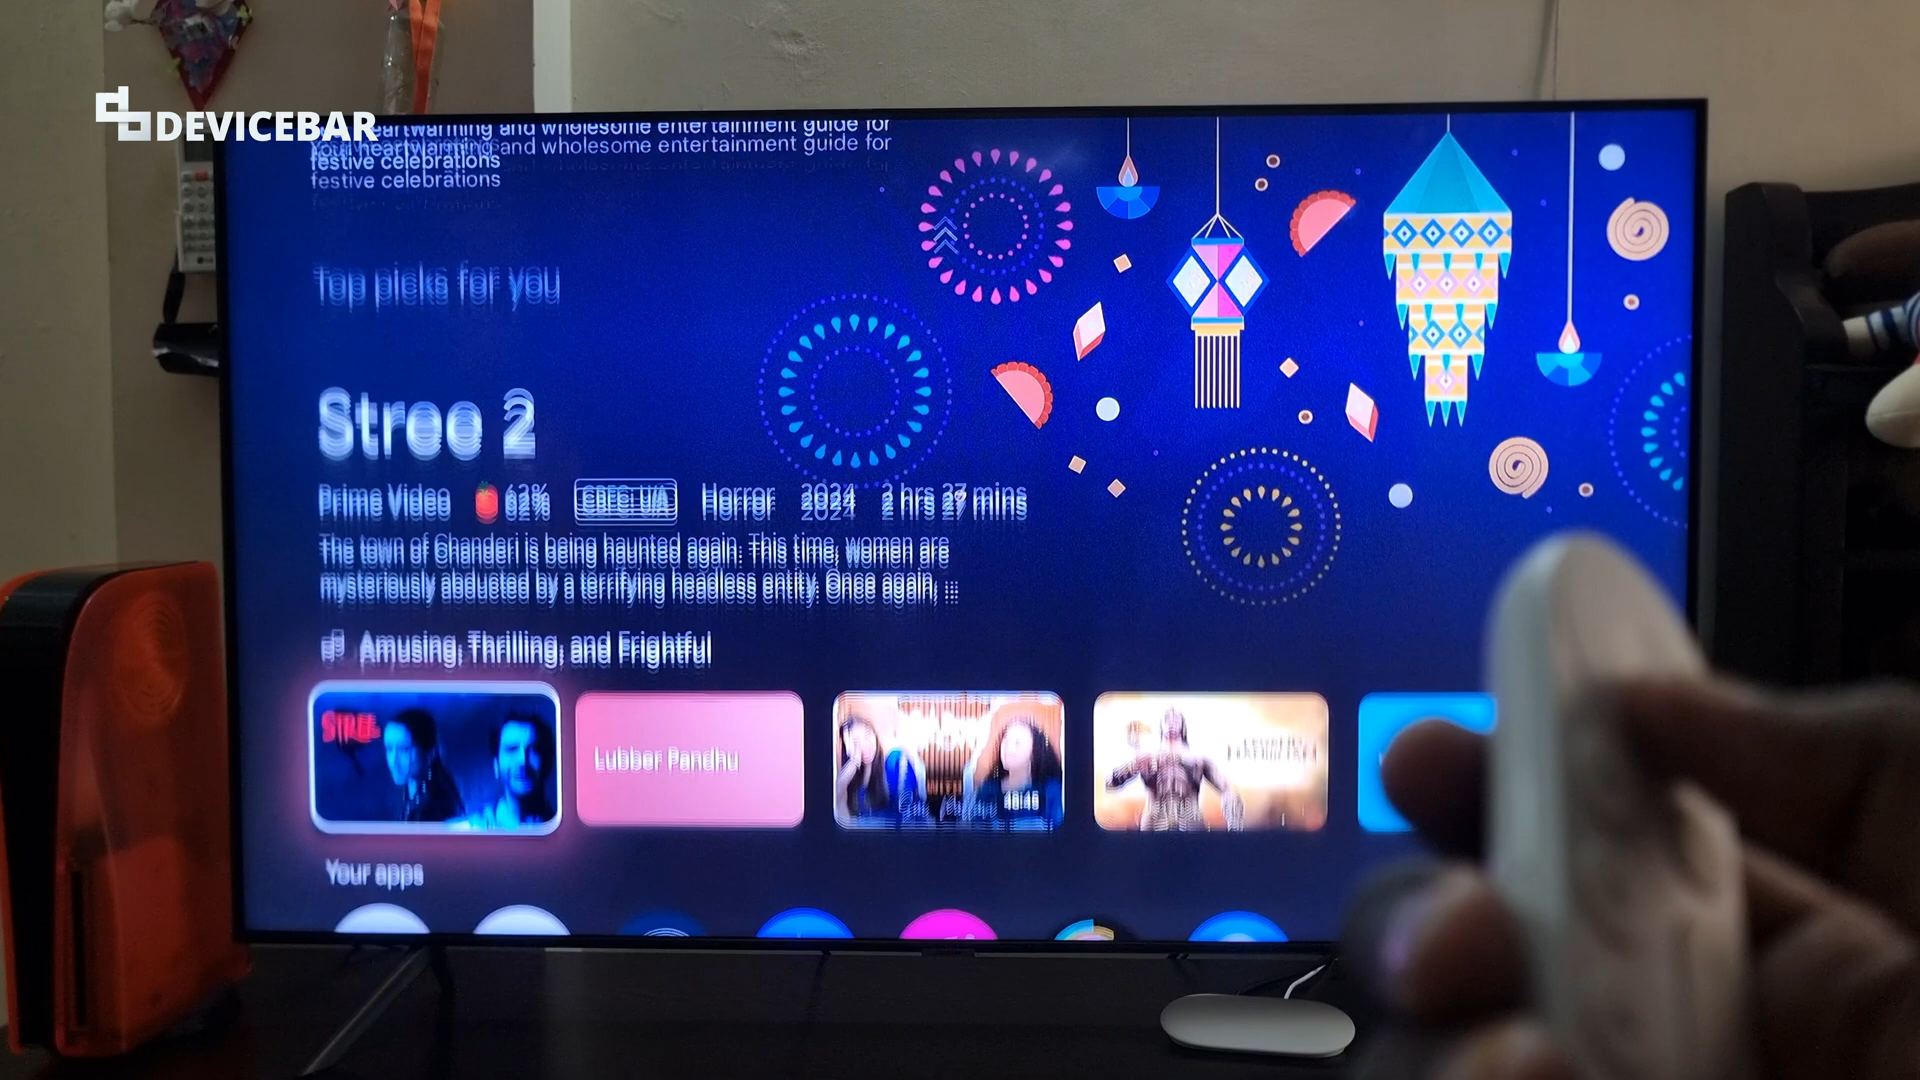 DEVICEBAR
your heartwarming and wholesome entertainment guide for
festive celebrations
Top picks for you
Stree 2
Prime Video 62% CBFC: U/A Horror 2024 2 hrs 27 mins
The town of Chanderi is being haunted again. This time, women are
mysteriously abducted by a terrifying headless entity. Once again, ...
Amusing, Thrilling, and Frightful
STREE
Lubber Pandhu
Your apps